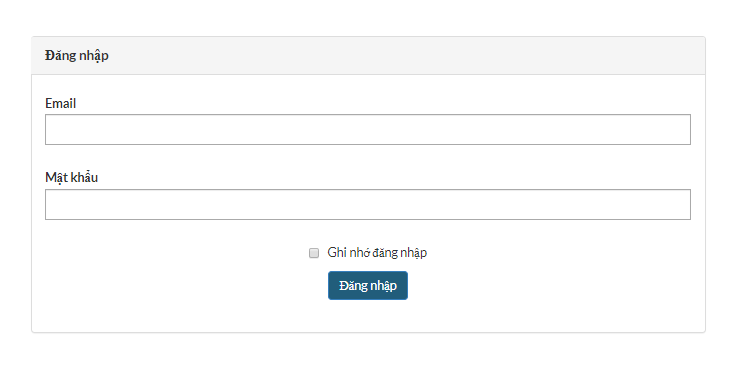 Đăng nhập
Email
Mật khẩu
Ghi nhớ đăng nhập
Đăng nhập